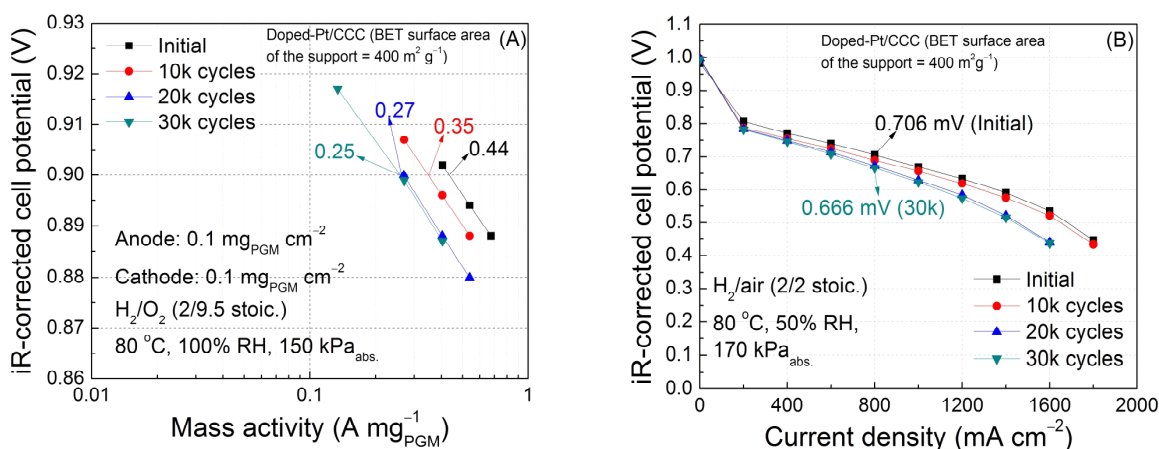 (A)
Doped-Pt/CCC (BET surface area
of the support = 400 m² g⁻¹)
Initial
10k cycles
20k cycles
30k cycles
0.27
0.35
0.44
0.25
Anode: 0.1 mg_PGM cm⁻²
Cathode: 0.1 mg_PGM cm⁻²
H₂/O₂ (2/9.5 stoic.)
80 °C, 100% RH, 150 kPa_abs.
iR-corrected cell potential (V)
0.93
0.92
0.91
0.90
0.89
0.88
0.87
0.86
0.01
0.1
1
Mass activity (A mg⁻¹_PGM)
(B)
Doped-Pt/CCC (BET surface area
of the support = 400 m²g⁻¹)
0.706 mV (Initial)
0.666 mV (30k)
H₂/air (2/2 stoic.)
80 °C, 50% RH,
170 kPa_abs.
Initial
10k cycles
20k cycles
30k cycles
iR-corrected cell potential (V)
1.1
1.0
0.9
0.8
0.7
0.6
0.5
0.4
0.3
0.2
0.1
0.0
0
400
800
1200
1600
2000
Current density (mA cm⁻²)